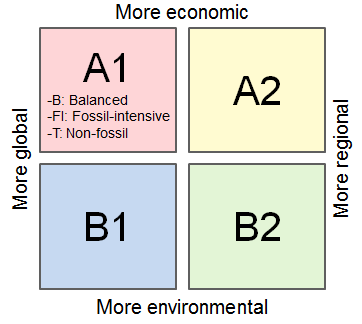 More economic
More global
A1
-B: Balanced
-FI: Fossil-intensive
-T: Non-fossil
A2
More regional
B1
B2
More environmental